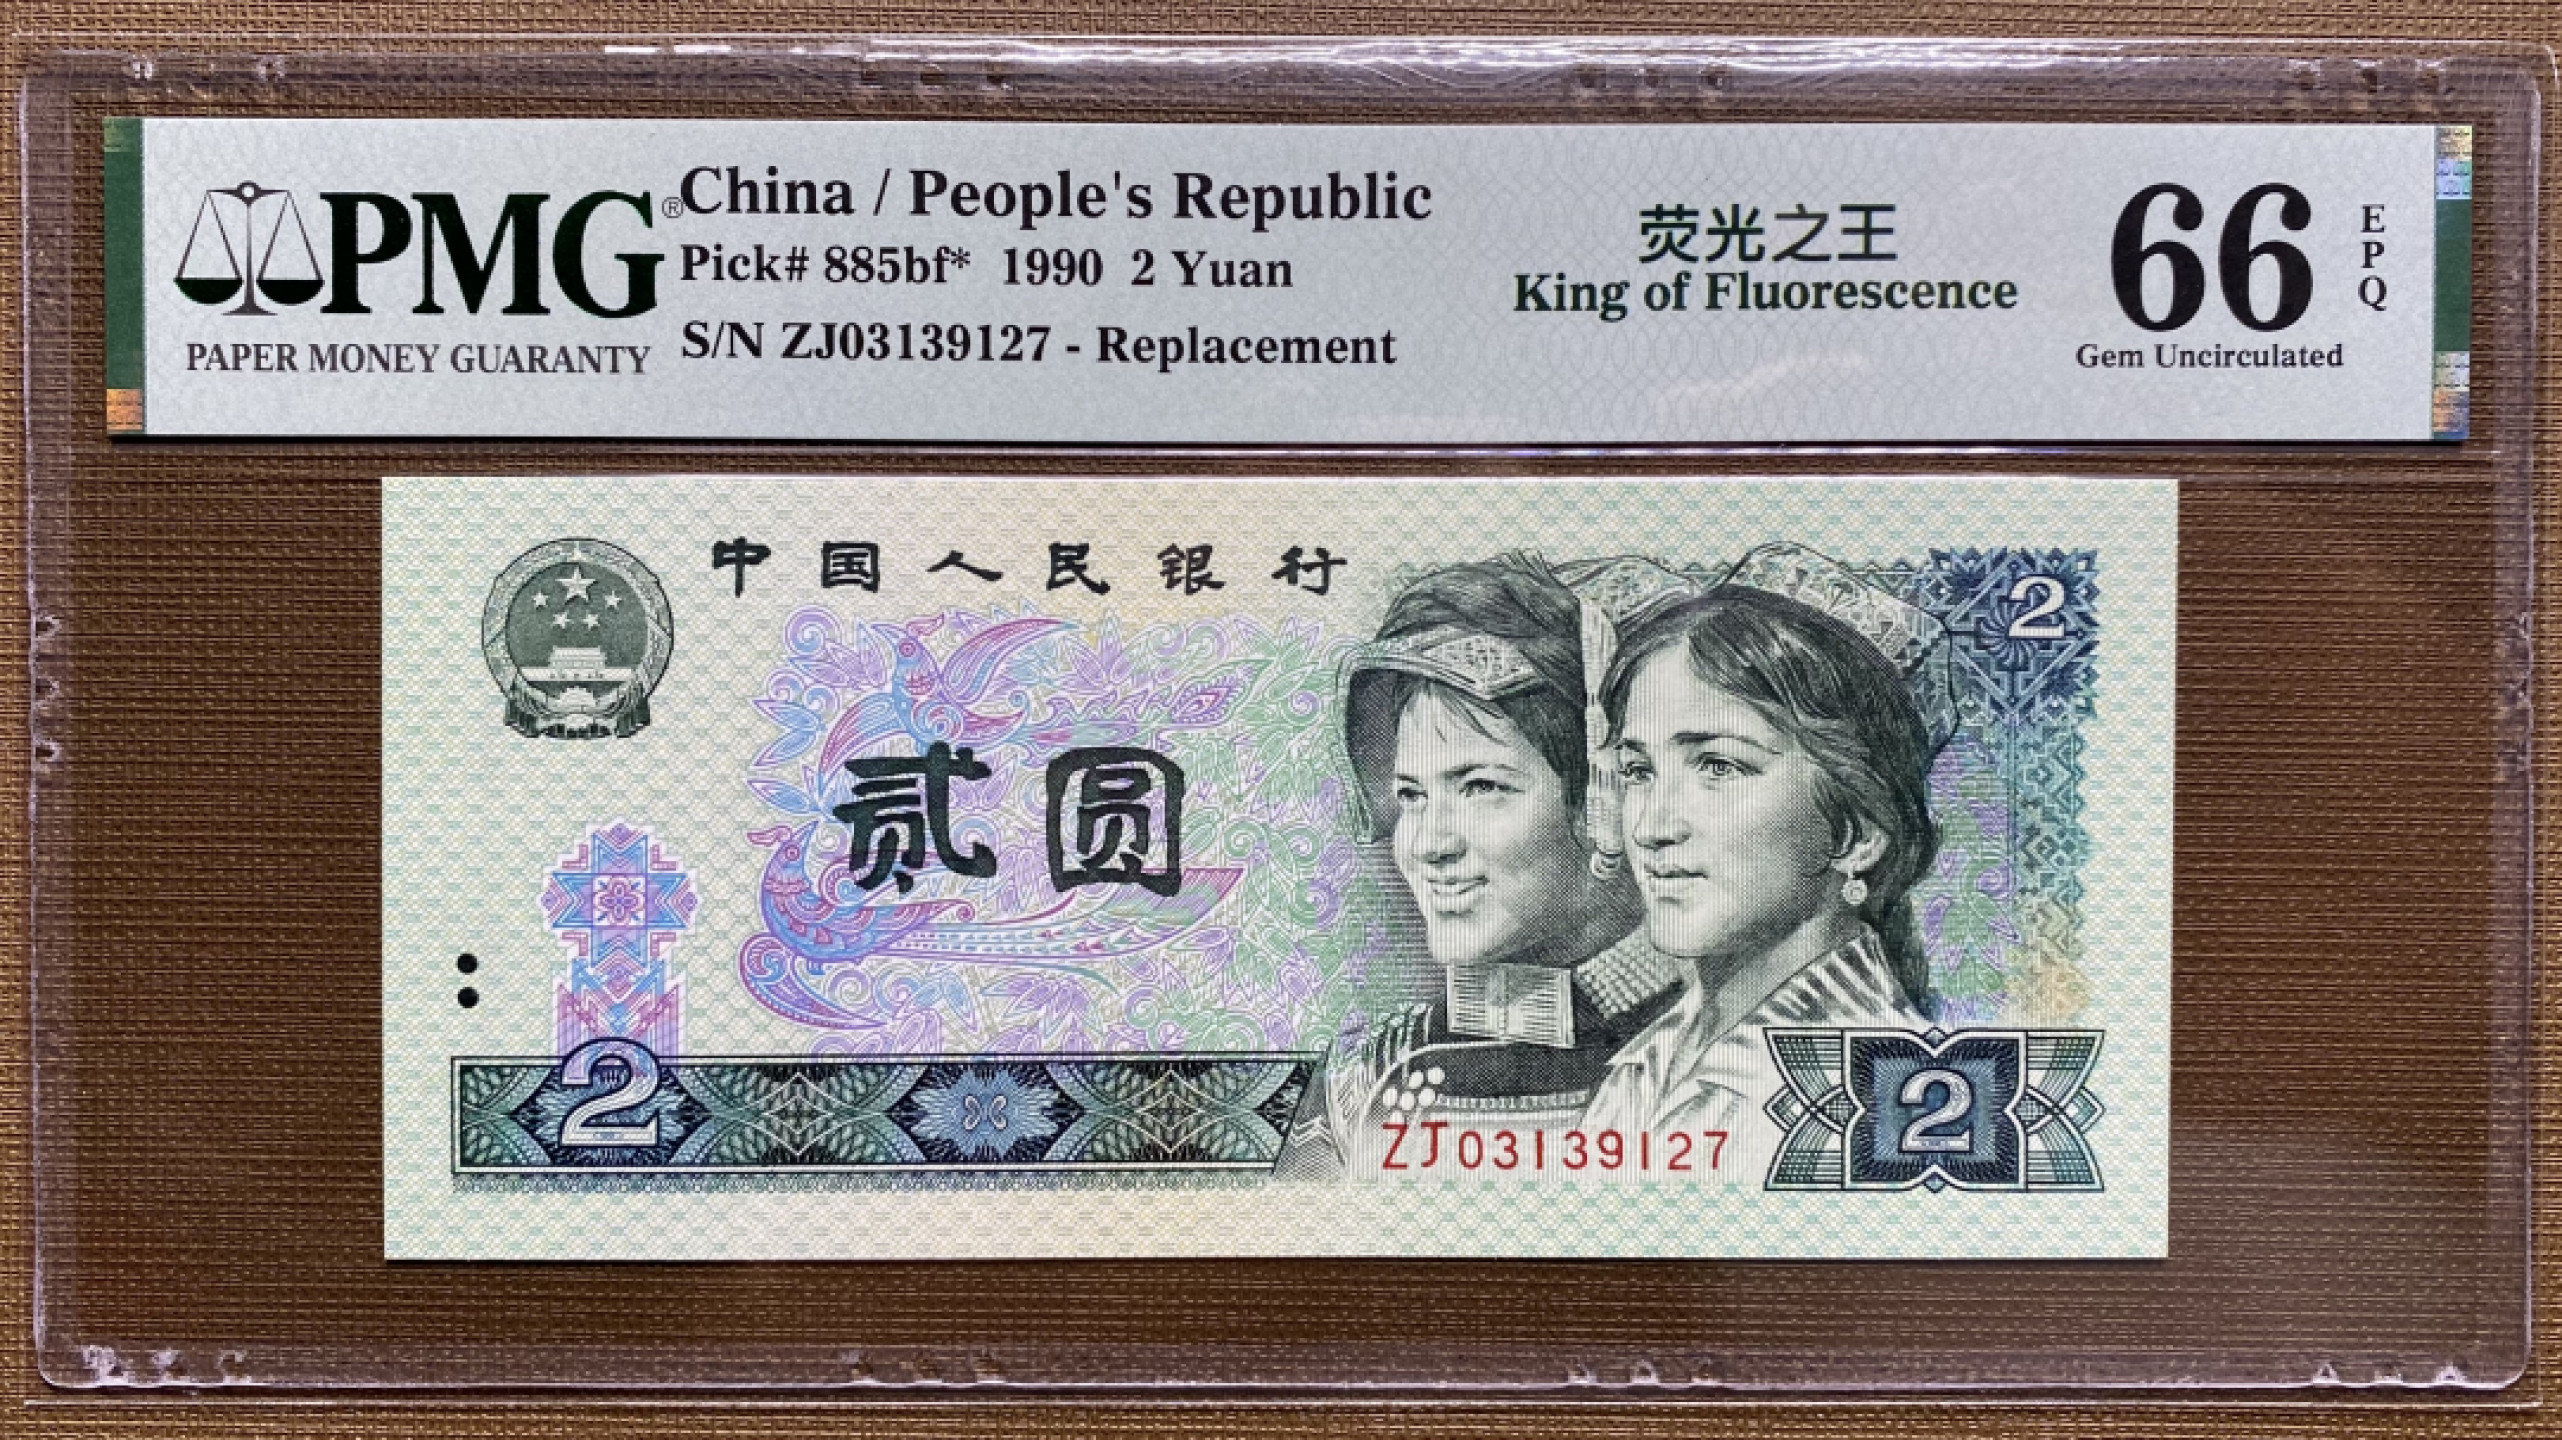 PMG®
PAPER MONEY GUARANTY
China / People's Republic
Pick# 885bf* 1990 2 Yuan
S/N ZJ03139127 - Replacement
荧光之王
King of Fluorescence
66
EPQ
Gem Uncirculated
中国人民银行
2
贰圆
2
ZJ03139127
2